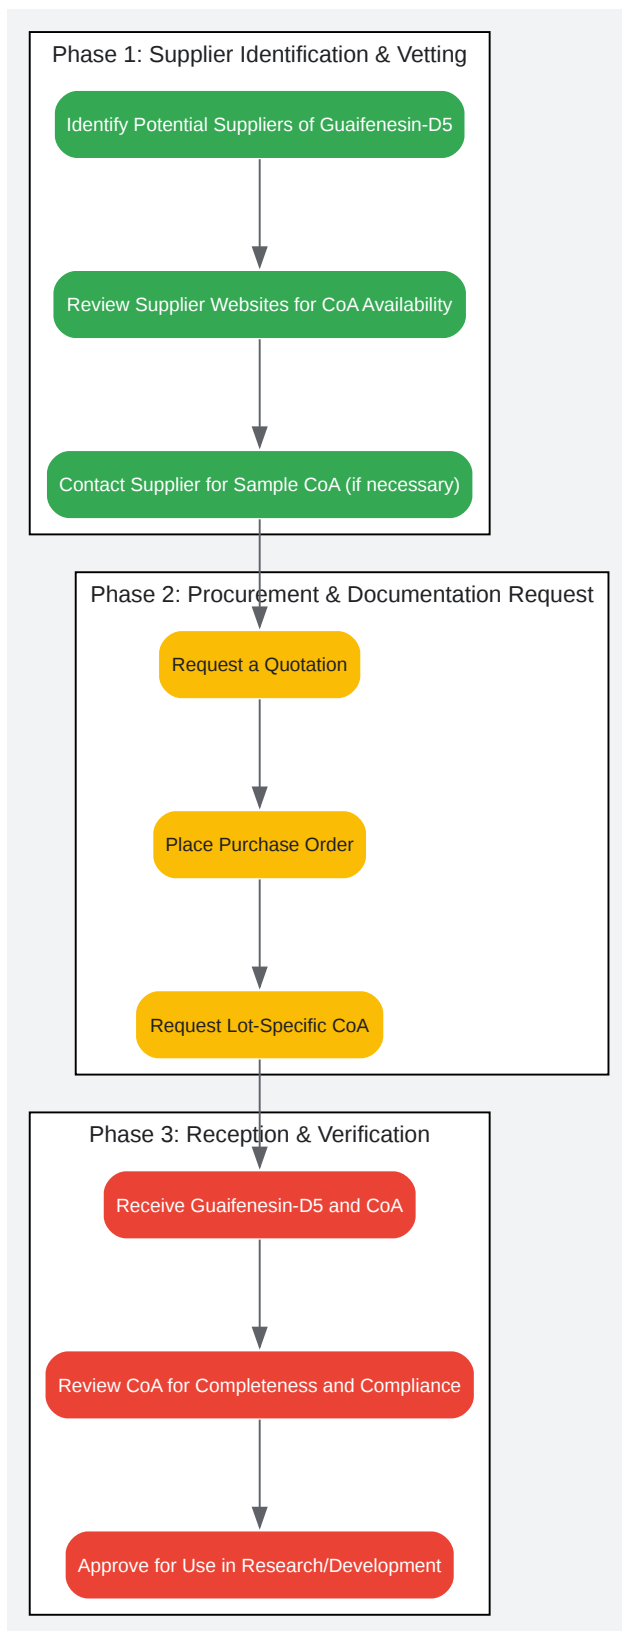 Phase 1: Supplier Identification & Vetting
Identify Potential Suppliers of Guaifenesin-D5
Review Supplier Websites for CoA Availability
Contact Supplier for Sample CoA (if necessary)
Phase 2: Procurement & Documentation Request
Request a Quotation
Place Purchase Order
Request Lot-Specific CoA
Phase 3: Reception & Verification
Receive Guaifenesin-D5 and CoA
Review CoA for Completeness and Compliance
Approve for Use in Research/Development